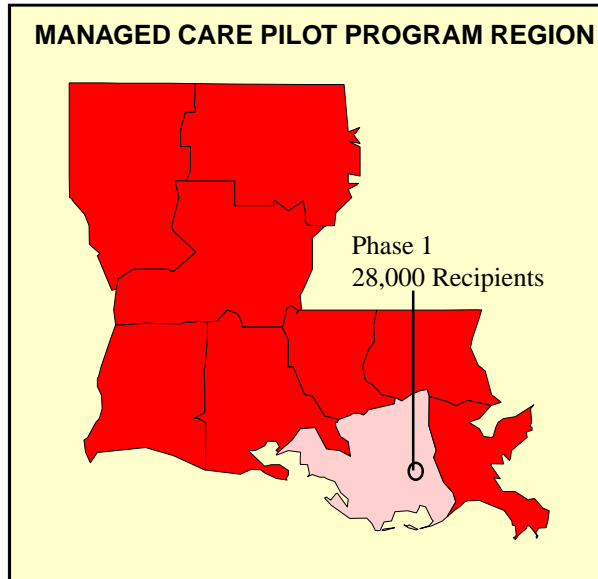 MANAGED CARE PILOT PROGRAM REGION
Phase 1
28,000 Recipients